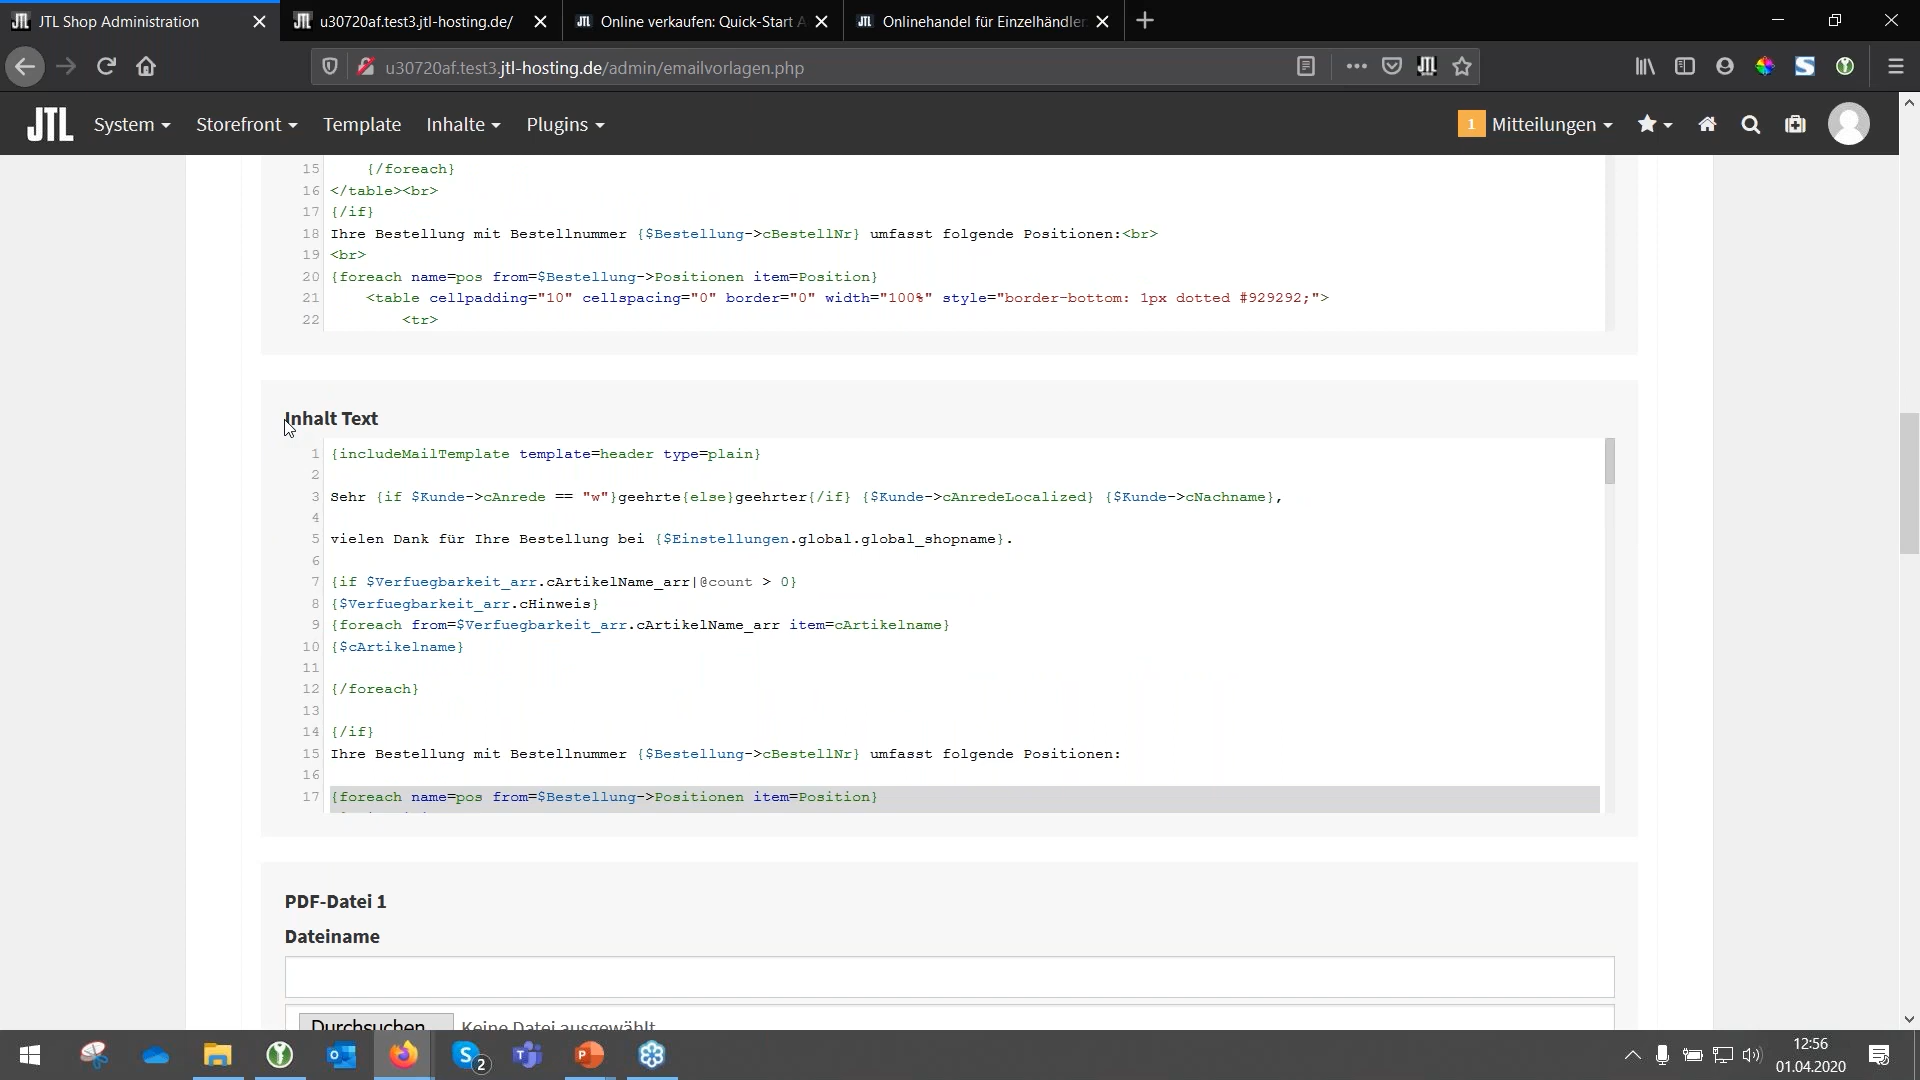 JTL Shop Administration
u30720af.test3.jtl-hosting.de/
Online verkaufen: Quick-Start A
Onlinehandel für Einzelhändler:
u30720af.test3.jtl-hosting.de/admin/emailvorlagen.php
JTL System Storefront Template Inhalte Plugins 1 Mitteilungen
15 {/foreach}
16 </table><br>
17 {/if}
18 Ihre Bestellung mit Bestellnummer {$Bestellung->cBestellNr} umfasst folgende Positionen:<br>
19 <br>
20 {foreach name=pos from=$Bestellung->Positionen item=Position}
21 <table cellpadding="10" cellspacing="0" border="0" width="100%" style="border-bottom: 1px dotted #929292;">
22 <tr>
Inhalt Text
1 {includeMailTemplate template=header type=plain}
2
3 Sehr {if $Kunde->cAnrede == "w"}geehrte{else}geehrter{/if} {$Kunde->cAnredeLocalized} {$Kunde->cNachname},
4
5 vielen Dank für Ihre Bestellung bei {$Einstellungen.global.global_shopname}.
6
7 {if $Verfuegbarkeit_arr.cArtikelName_arr|@count > 0}
8 {$Verfuegbarkeit_arr.cHinweis}
9 {foreach from=$Verfuegbarkeit_arr.cArtikelName_arr item=cArtikelname}
10 {$cArtikelname}
11
12 {/foreach}
13
14 {/if}
15 Ihre Bestellung mit Bestellnummer {$Bestellung->cBestellNr} umfasst folgende Positionen:
16
17 {foreach name=pos from=$Bestellung->Positionen item=Position}
PDF-Datei 1
Dateiname
Durchsuchen... Keine Datei ausgewählt.
2
12:56
01.04.2020